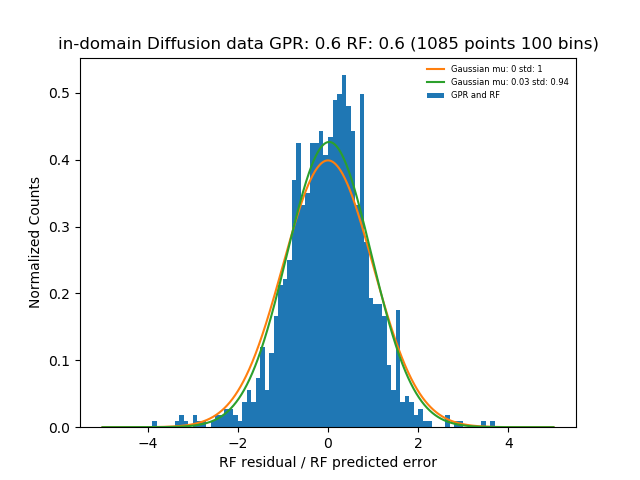 in-domain Diffusion data GPR: 0.6 RF: 0.6 (1085 points 100 bins)
Gaussian mu: 0 std: 1
Gaussian mu: 0.03 std: 0.94
GPR and RF
0.5
0.4
0.3
0.2
0.1
0.0
Normalized Counts
−4 −2 0 2 4
RF residual / RF predicted error